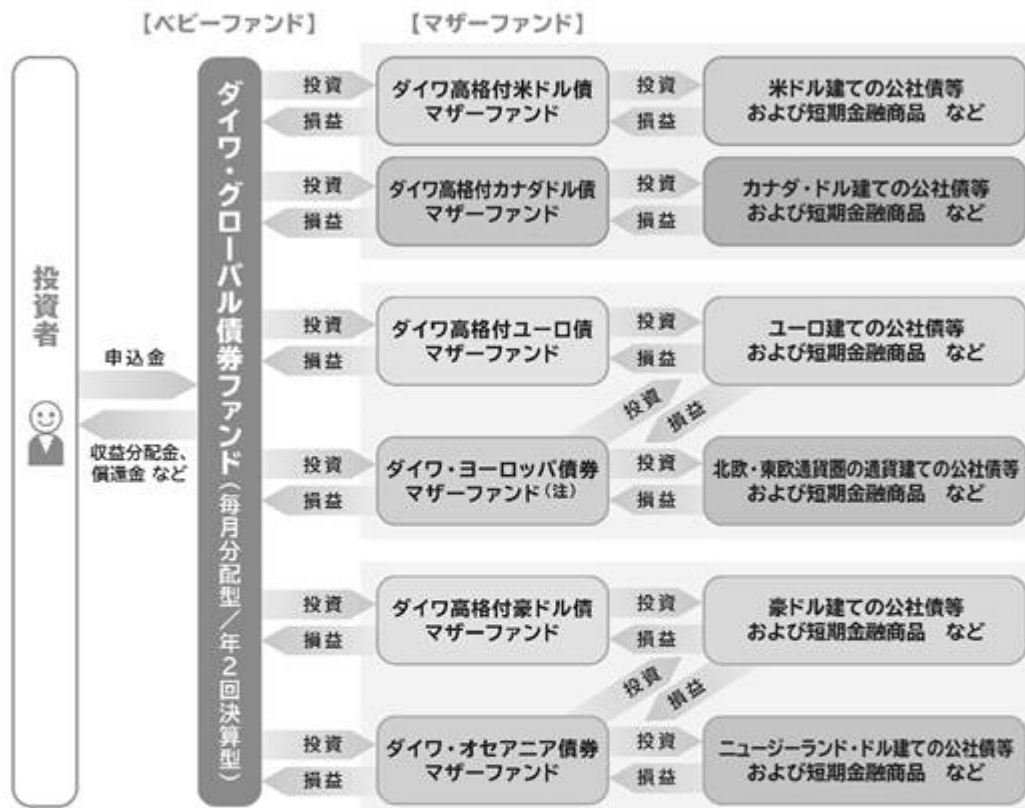 【ベビーファンド】
【マザーファンド】
投資者
申込金
収益分配金、
償還金 など
ダイワ・グローバル債券ファンド（毎月分配型／年2回決算型）
投資
損益
ダイワ高格付米ドル債
マザーファンド
投資
損益
米ドル建ての公社債等
および短期金融商品 など
投資
損益
ダイワ高格付カナダドル債
マザーファンド
投資
損益
カナダ・ドル建ての公社債等
および短期金融商品 など
投資
損益
ダイワ高格付ユーロ債
マザーファンド
投資
損益
ユーロ建ての公社債等
および短期金融商品 など
投資
損益
投資
損益
ダイワ・ヨーロッパ債券
マザーファンド（注）
投資
損益
北欧・東欧通貨圏の通貨建ての公社債等
および短期金融商品 など
投資
損益
ダイワ高格付豪ドル債
マザーファンド
投資
損益
豪ドル建ての公社債等
および短期金融商品 など
投資
損益
投資
損益
ダイワ・オセアニア債券
マザーファンド
投資
損益
ニュージーランド・ドル建ての公社債等
および短期金融商品 など